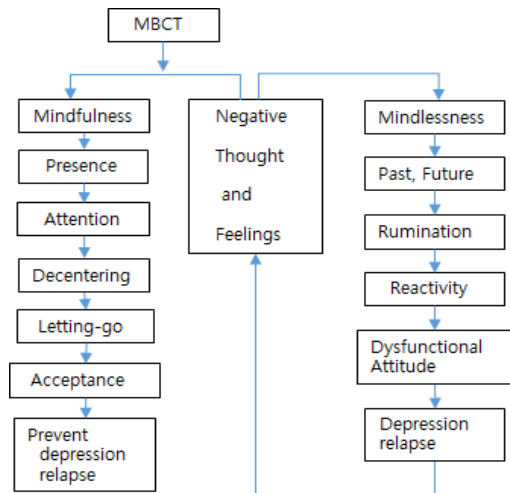 MBCT
Mindfulness
Presence
Attention
Decentering
Letting-go
Acceptance
Prevent
depression
relapse
Negative
Thought
and
Feelings
Mindlessness
Past, Future
Rumination
Reactivity
Dysfunctional
Attitude
Depression
relapse